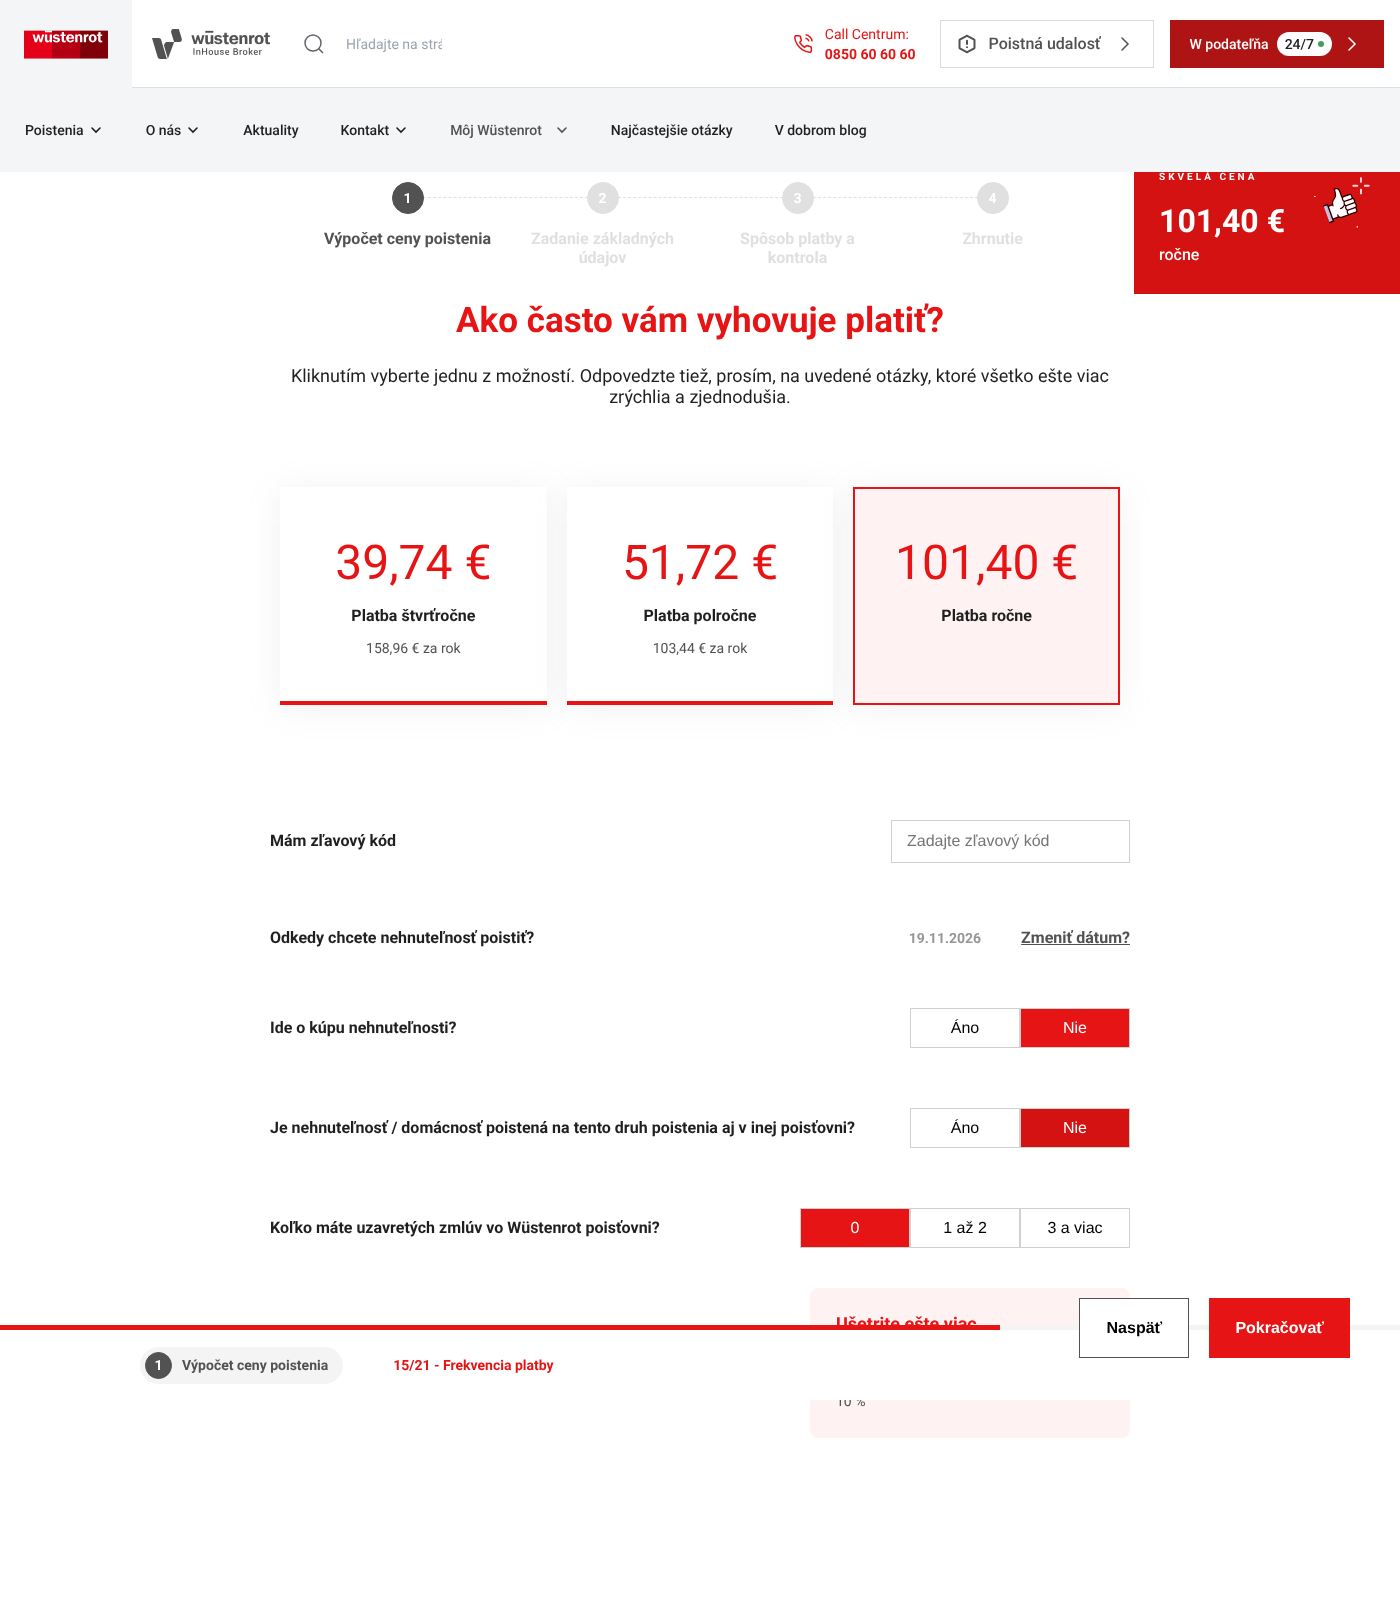 wüstenrot
wüstenrot
InHouse Broker
Hľadajte na strá
Call Centrum:
0850 60 60 60
Poistná udalosť
W podateľňa 24/7
Poistenia
O nás
Aktuality
Kontakt
Môj Wüstenrot
Najčastejšie otázky
V dobrom blog
1
2
3
4
Výpočet ceny poistenia
Zadanie základných
údajov
Spôsob platby a
kontrola
Zhrnutie
SKVELÁ CENA
101,40 €
ročne
Ako často vám vyhovuje platiť?
Kliknutím vyberte jednu z možností. Odpovedzte tiež, prosím, na uvedené otázky, ktoré všetko ešte viac
zrýchlia a zjednodušia.
39,74 €
Platba štvrťročne
158,96 € za rok
51,72 €
Platba polročne
103,44 € za rok
101,40 €
Platba ročne
Mám zľavový kód
Zadajte zľavový kód
Odkedy chcete nehnuteľnosť poistiť?
19.11.2026
Zmeniť dátum?
Ide o kúpu nehnuteľnosti?
Áno
Nie
Je nehnuteľnosť / domácnosť poistená na tento druh poistenia aj v inej poisťovni?
Áno
Nie
Koľko máte uzavretých zmlúv vo Wüstenrot poisťovni?
0
1 až 2
3 a viac
Ušetrite ešte viac
Naspäť
Pokračovať
1 Výpočet ceny poistenia
15/21 - Frekvencia platby
10 %